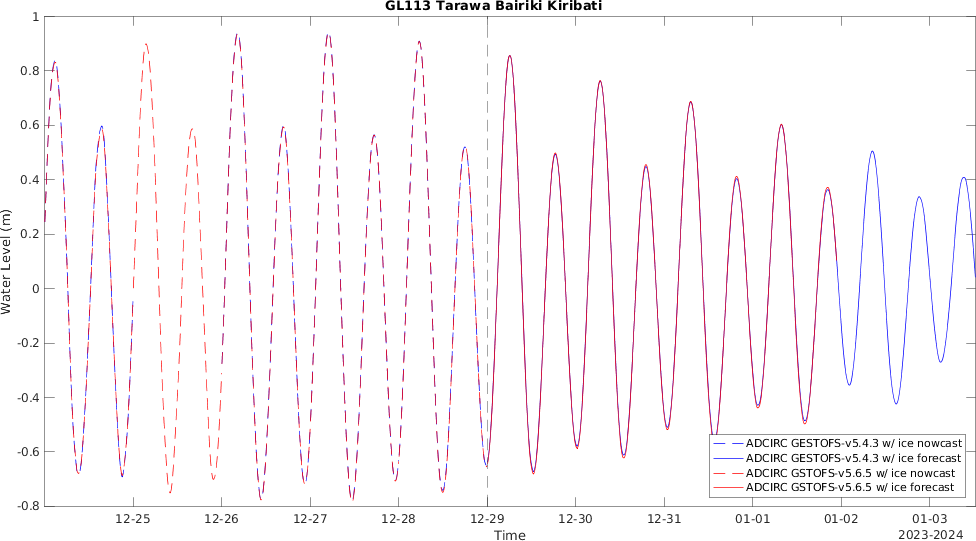 GL113 Tarawa Bairiki Kiribati
1
0.8
0.6
0.4
0.2
0
-0.2
-0.4
-0.6
-0.8
Water Level (m)
ADCIRC GESTOFS-v5.4.3 w/ ice nowcast
ADCIRC GESTOFS-v5.4.3 w/ ice forecast
ADCIRC GSTOFS-v5.6.5 w/ ice nowcast
ADCIRC GSTOFS-v5.6.5 w/ ice forecast
12-25 12-26 12-27 12-28 12-29 12-30 12-31 01-01 01-02 01-03
Time
2023-2024